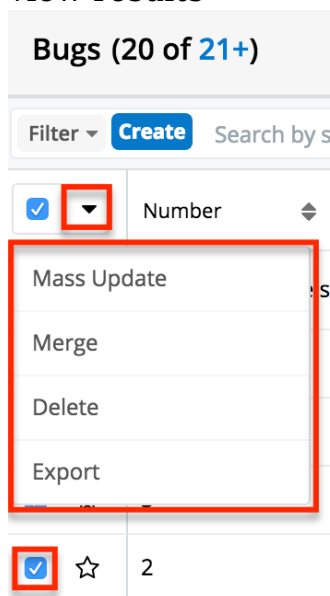 Bugs (20 of 21+)
Filter Create Search by s
Number
Mass Update
s
Merge
Delete
Export
2